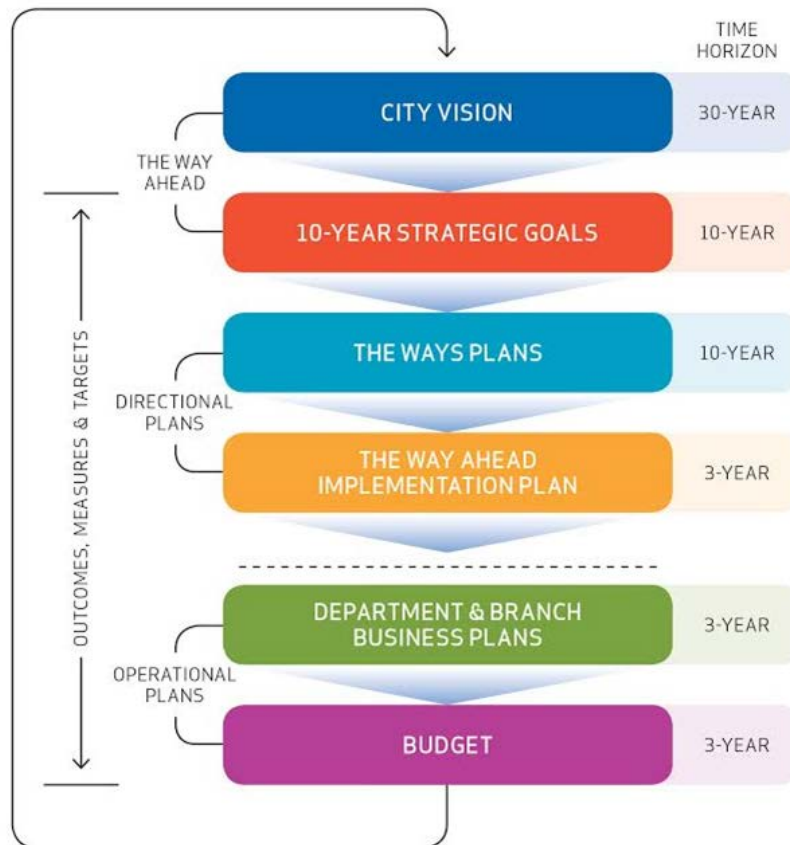 TIME
HORIZON
CITY VISION
30-YEAR
THE WAY
AHEAD
10-YEAR STRATEGIC GOALS
10-YEAR
THE WAYS PLANS
10-YEAR
DIRECTIONAL
PLANS
THE WAY AHEAD
IMPLEMENTATION PLAN
3-YEAR
OUTCOMES, MEASURES & TARGETS
DEPARTMENT & BRANCH
BUSINESS PLANS
3-YEAR
OPERATIONAL
PLANS
BUDGET
3-YEAR